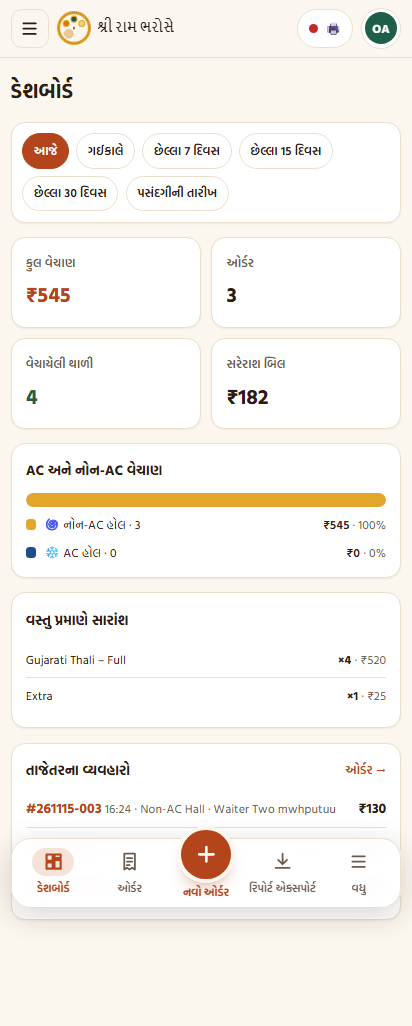 શ્રી રામ ભરોસે
OA
ડેશબોર્ડ
આજે
ગઈકાલે
છેલ્લા 7 દિવસ
છેલ્લા 15 દિવસ
છેલ્લા 30 દિવસ
પસંદગીની તારીખ
કુલ વેચાણ
₹545
ઓર્ડર
3
વેચાયેલી થાળી
4
સરેરાશ બિલ
₹182
AC અને નોન-AC વેચાણ
નોન-AC હોલ · 3 ₹545 · 100%
AC હોલ · 0 ₹0 · 0%
વસ્તુ પ્રમાણે સારાંશ
Gujarati Thali – Full ×4 · ₹520
Extra ×1 · ₹25
તાજેતરના વ્યવહારો ઓર્ડર →
#261115-003 16:24 · Non-AC Hall · Waiter Two mwhputuu ₹130
ડેશબોર્ડ
ઓર્ડર
નવો ઓર્ડર
રિપોર્ટ એક્સપોર્ટ
વધુ